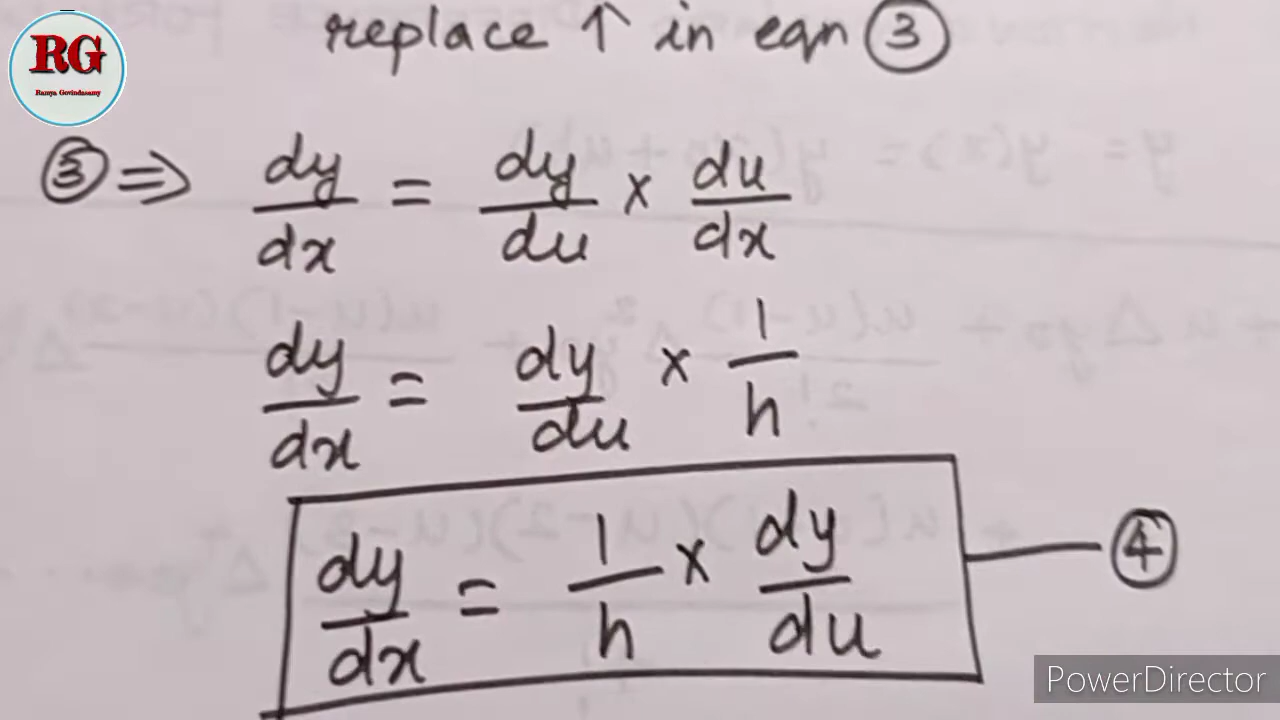 replace ↑ in eqn ③
RG
Ramya Govindasamy
③ ⇒ dy/dx = dy/du × du/dx
dy/dx = dy/du × 1/h
dy/dx = 1/h × dy/du — ④
PowerDirector